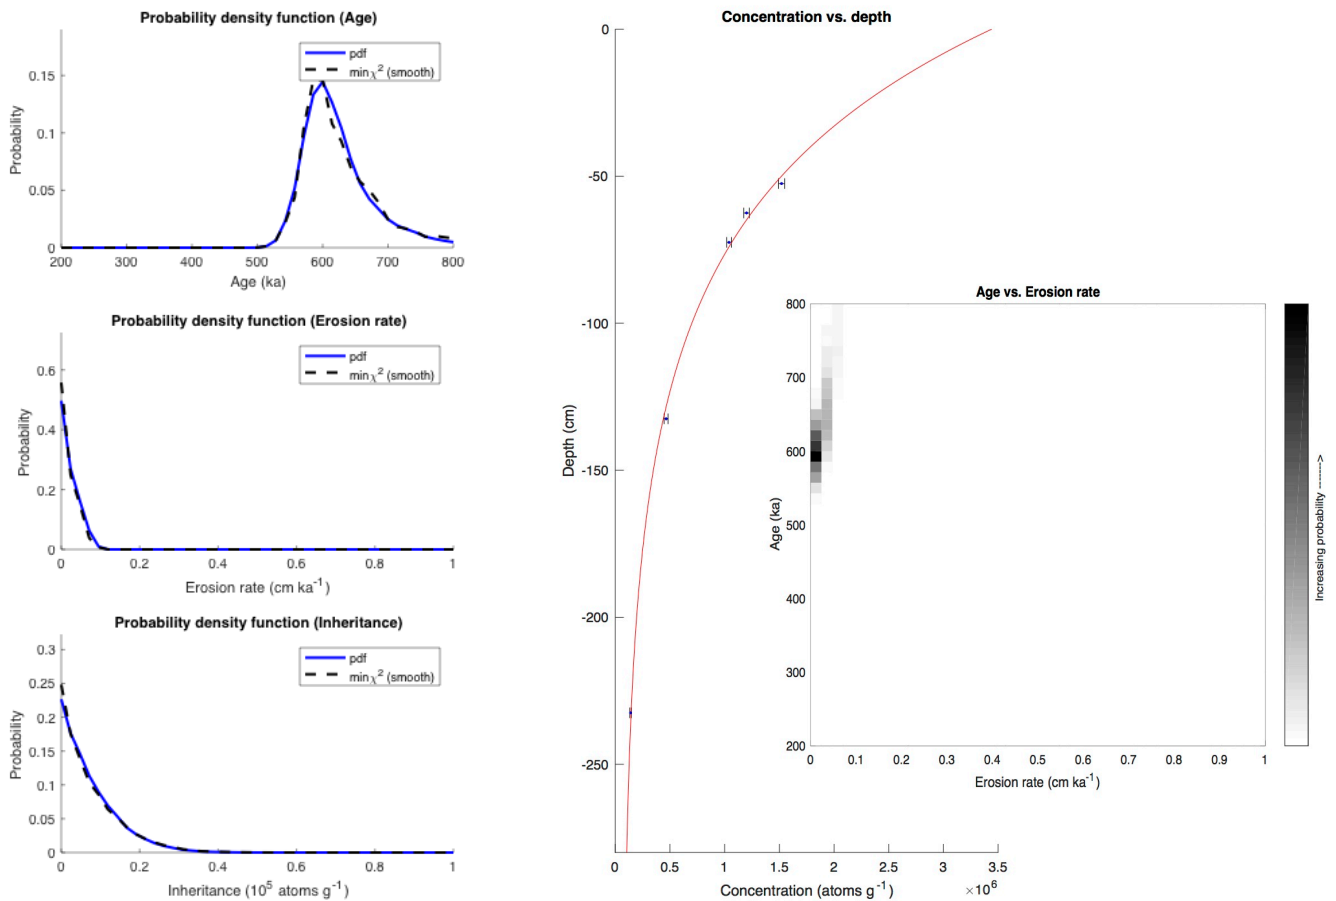 Probability density function (Age)
pdf
min χ² (smooth)
0.15
0.1
0.05
0
Probability
200 300 400 500 600 700 800
Age (ka)
Probability density function (Erosion rate)
pdf
min χ² (smooth)
0.6
0.4
0.2
0
Probability
0 0.2 0.4 0.6 0.8 1
Erosion rate (cm ka⁻¹)
Probability density function (Inheritance)
pdf
min χ² (smooth)
0.3
0.25
0.2
0.15
0.1
0.05
0
Probability
0 0.2 0.4 0.6 0.8 1
Inheritance (10⁵ atoms g⁻¹)
Concentration vs. depth
0
-50
-100
-150
-200
-250
Depth (cm)
0 0.5 1 1.5 2 2.5 3 3.5
Concentration (atoms g⁻¹) ×10⁶
Age vs. Erosion rate
800
700
600
500
400
300
200
Age (ka)
0 0.1 0.2 0.3 0.4 0.5 0.6 0.7 0.8 0.9 1
Erosion rate (cm ka⁻¹)
Increasing probability ------>